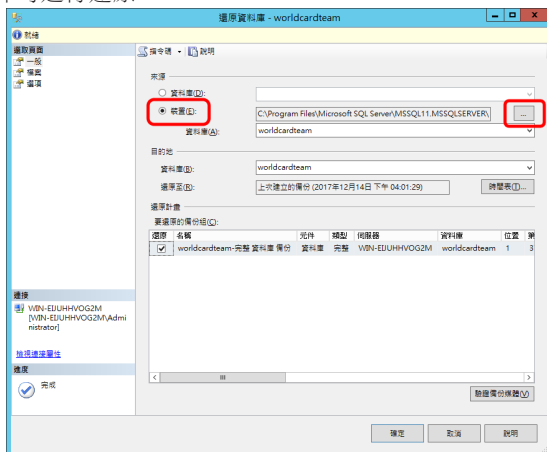 還原資料庫 - worldcardteam
就緒
選取頁面
一般
檔案
選項
指令碼
說明
來源
資料庫(D):
裝置(E):
C:\Program Files\Microsoft SQL Server\MSSQL11.MSSQLSERVER\
...
資料庫(A):
worldcardteam
目的地
資料庫(B):
worldcardteam
還原至(R):
上次建立的備份 (2017年12月14日 下午 04:01:29)
時間表(T)...
還原計畫
要還原的備份組(C):
還原 名稱 元件 類型 伺服器 資料庫 位置 第
worldcardteam-完整 資料庫 備份 資料庫 完整 WIN-EIJUHHVOG2M worldcardteam 1 3
連接
WIN-EIJUHHVOG2M
[WIN-EIJUHHVOG2M\Admi
nistrator]
檢視連接屬性
進度
完成
驗證備份媒體(V)
確定
取消
說明